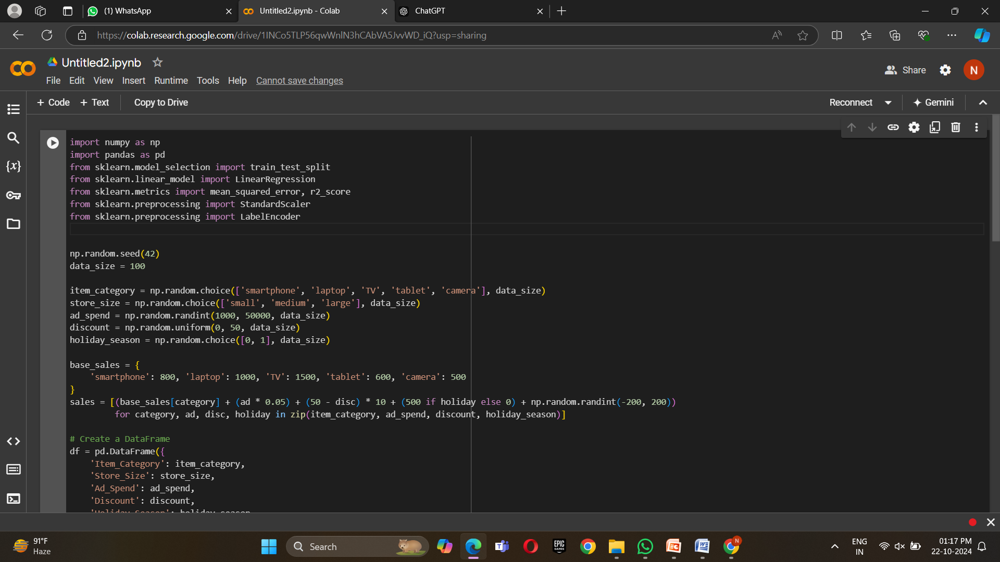 (1) WhatsApp
Untitled2.ipynb - Colab
ChatGPT
https://colab.research.google.com/drive/1INCo5TLP56qwWnlN3hCAbVA5JvvWD_iQ?usp=sharing
Untitled2.ipynb
File Edit View Insert Runtime Tools Help Cannot save changes
Share
N
+ Code + Text Copy to Drive
Reconnect Gemini
import numpy as np
import pandas as pd
from sklearn.model_selection import train_test_split
from sklearn.linear_model import LinearRegression
from sklearn.metrics import mean_squared_error, r2_score
from sklearn.preprocessing import StandardScaler
from sklearn.preprocessing import LabelEncoder
np.random.seed(42)
data_size = 100
item_category = np.random.choice(['smartphone', 'laptop', 'TV', 'tablet', 'camera'], data_size)
store_size = np.random.choice(['small', 'medium', 'large'], data_size)
ad_spend = np.random.randint(1000, 50000, data_size)
discount = np.random.uniform(0, 50, data_size)
holiday_season = np.random.choice([0, 1], data_size)
base_sales = {
'smartphone': 800, 'laptop': 1000, 'TV': 1500, 'tablet': 600, 'camera': 500
}
sales = [(base_sales[category] + (ad * 0.05) + (50 - disc) * 10 + (500 if holiday else 0) + np.random.randint(-200, 200))
for category, ad, disc, holiday in zip(item_category, ad_spend, discount, holiday_season)]
# Create a DataFrame
df = pd.DataFrame({
'Item_Category': item_category,
'Store_Size': store_size,
'Ad_Spend': ad_spend,
'Discount': discount,
'Holiday_Season': holiday_season
91°F
Haze
Search
EPIC GAMES
N
ENG
IN
01:17 PM
22-10-2024